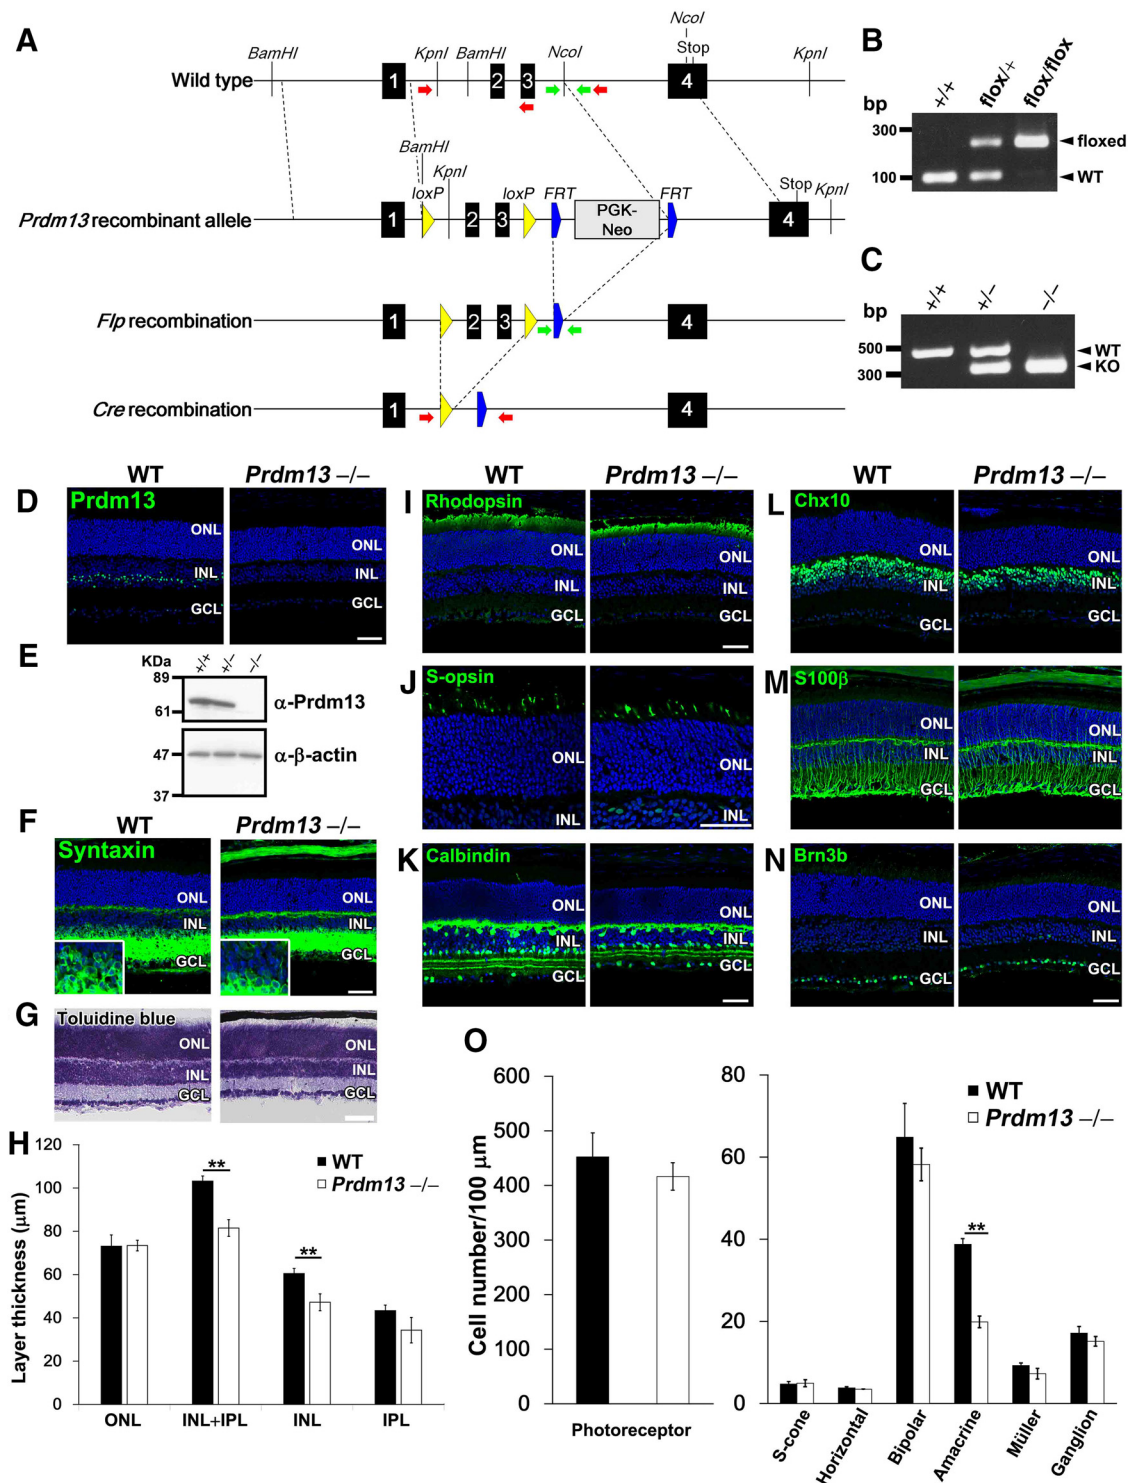 A
BamHI
KpnI
BamHI
NcoI
NcoI
Stop
KpnI
Wild type
1
2
3
4
BamHI
KpnI
loxP
loxP
FRT
FRT
Stop
KpnI
Prdm13 recombinant allele
1
2
3
PGK-
Neo
4
Flp recombination
1
2
3
4
Cre recombination
1
4
B
+/+
flox/+
flox/flox
bp
300
100
floxed
WT
C
+/+
+/−
−/−
bp
500
300
WT
KO
D
WT
Prdm13 −/−
Prdm13
ONL
INL
GCL
ONL
INL
GCL
E
KDa
+/+
+/−
−/−
89
61
α-Prdm13
47
37
α-β-actin
F
WT
Prdm13 −/−
Syntaxin
ONL
INL
GCL
ONL
INL
GCL
G
Toluidine blue
ONL
INL
GCL
ONL
INL
GCL
H
Layer thickness (μm)
120
100
80
60
40
20
0
**
**
WT
Prdm13 −/−
ONL
INL+IPL
INL
IPL
WT
Prdm13 −/−
I
Rhodopsin
ONL
INL
GCL
ONL
INL
GCL
J
S-opsin
ONL
INL
ONL
INL
K
Calbindin
ONL
INL
GCL
ONL
INL
GCL
WT
Prdm13 −/−
L
Chx10
ONL
INL
GCL
ONL
INL
GCL
M
S100β
ONL
INL
GCL
ONL
INL
GCL
N
Brn3b
ONL
INL
GCL
ONL
INL
GCL
O
Cell number/100 μm
600
500
400
300
200
100
0
Photoreceptor
80
60
40
20
0
**
WT
Prdm13 −/−
S-cone
Horizontal
Bipolar
Amacrine
Müller
Ganglion